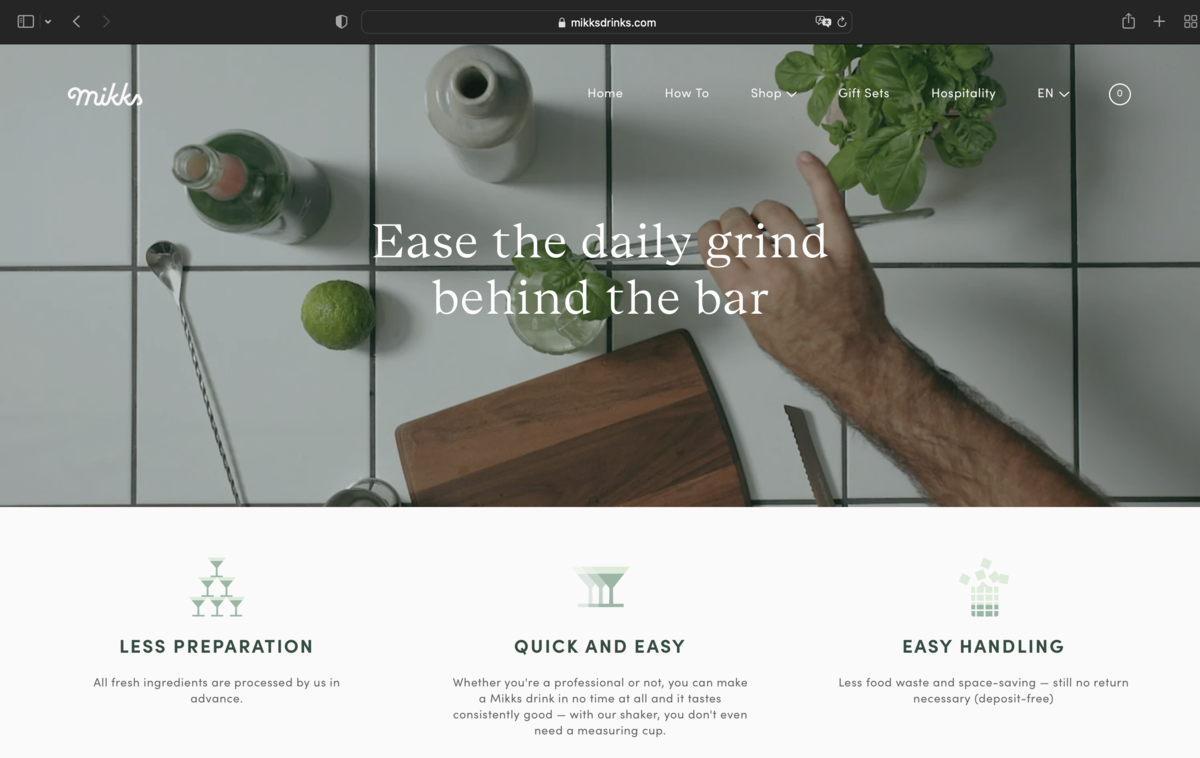 mikksdrinks.com
mikks
Home
How To
Shop
Gift Sets
Hospitality
EN
0
Ease the daily grind
behind the bar
LESS PREPARATION
All fresh ingredients are processed by us in
advance.
QUICK AND EASY
Whether you're a professional or not, you can make
a Mikks drink in no time at all and it tastes
consistently good — with our shaker, you don't even
need a measuring cup.
EASY HANDLING
Less food waste and space-saving — still no return
necessary (deposit-free)